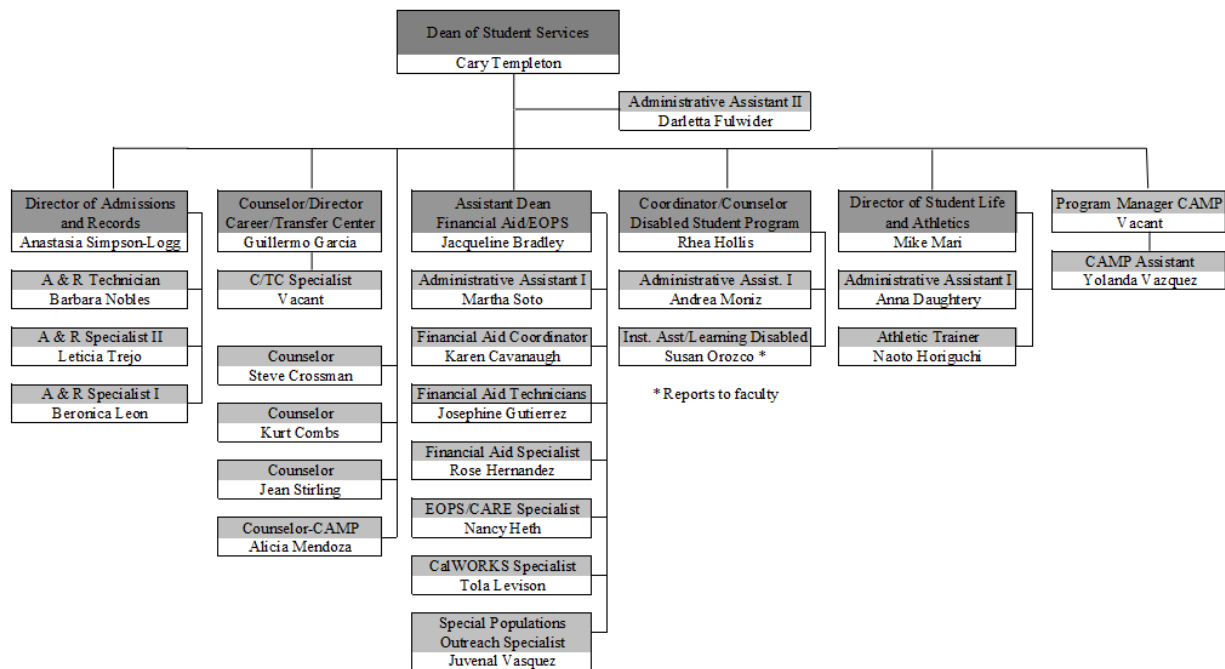 Dean of Student Services
Cary Templeton
Administrative Assistant II
Darletta Fulwider
Director of Admissions
and Records
Anastasia Simpson-Logg
A & R Technician
Barbara Nobles
A & R Specialist II
Leticia Trejo
A & R Specialist I
Beronica Leon
Counselor/Director
Career/Transfer Center
Guillermo Garcia
C/TC Specialist
Vacant
Counselor
Steve Crossman
Counselor
Kurt Combs
Counselor
Jean Stirling
Counselor-CAMP
Alicia Mendoza
Assistant Dean
Financial Aid/EOPS
Jacqueline Bradley
Administrative Assistant I
Martha Soto
Financial Aid Coordinator
Karen Cavanaugh
Financial Aid Technicians
Josephine Gutierrez
Financial Aid Specialist
Rose Hernandez
EOPS/CARE Specialist
Nancy Heth
CalWORKS Specialist
Tola Levison
Special Populations
Outreach Specialist
Juvenal Vasquez
Coordinator/Counselor
Disabled Student Program
Rhea Hollis
Administrative Assist. I
Andrea Moniz
Inst. Asst/Learning Disabled
Susan Orozco *
* Reports to faculty
Director of Student Life
and Athletics
Mike Mari
Administrative Assistant I
Anna Daughtery
Athletic Trainer
Naoto Horiguchi
Program Manager CAMP
Vacant
CAMP Assistant
Yolanda Vazquez